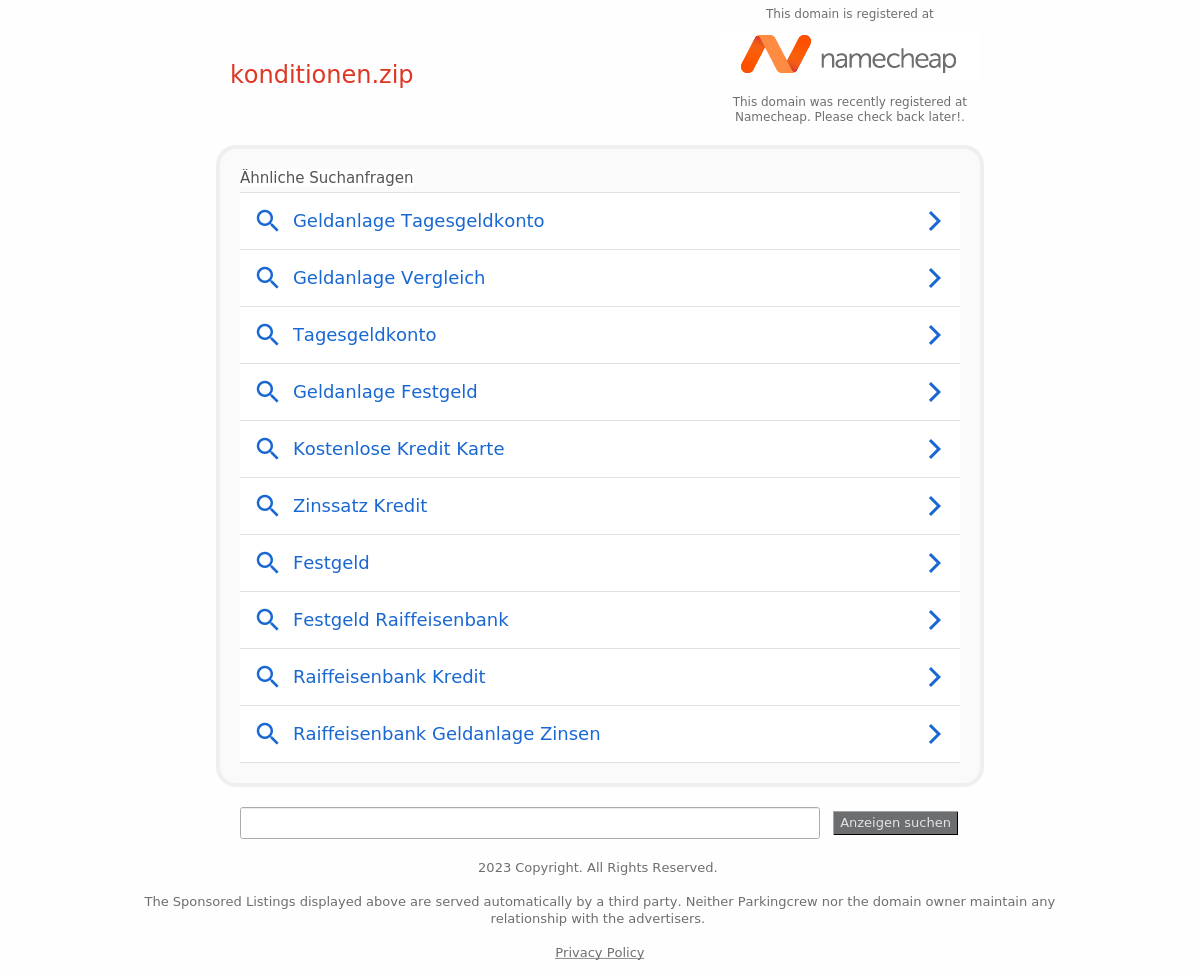 This domain is registered at
namecheap
konditionen.zip
This domain was recently registered at
Namecheap. Please check back later!.
Ähnliche Suchanfragen
Geldanlage Tagesgeldkonto
Geldanlage Vergleich
Tagesgeldkonto
Geldanlage Festgeld
Kostenlose Kredit Karte
Zinssatz Kredit
Festgeld
Festgeld Raiffeisenbank
Raiffeisenbank Kredit
Raiffeisenbank Geldanlage Zinsen
Anzeigen suchen
2023 Copyright. All Rights Reserved.
The Sponsored Listings displayed above are served automatically by a third party. Neither Parkingcrew nor the domain owner maintain any
relationship with the advertisers.
Privacy Policy